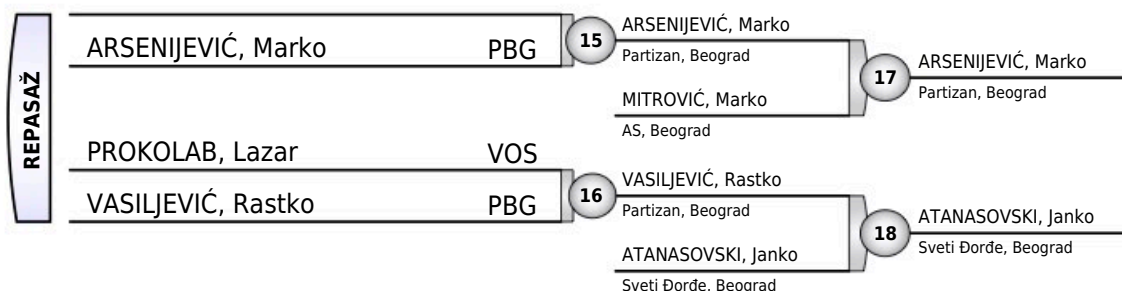 REPASAŽ
ARSENIJEVIĆ, Marko PBG
PROKOLAB, Lazar VOS
VASILJEVIĆ, Rastko PBG
15
ARSENIJEVIĆ, Marko
Partizan, Beograd
MITROVIĆ, Marko
AS, Beograd
16
VASILJEVIĆ, Rastko
Partizan, Beograd
ATANASOVSKI, Janko
Sveti Đorđe, Beograd
17
ARSENIJEVIĆ, Marko
Partizan, Beograd
18
ATANASOVSKI, Janko
Sveti Đorđe, Beograd